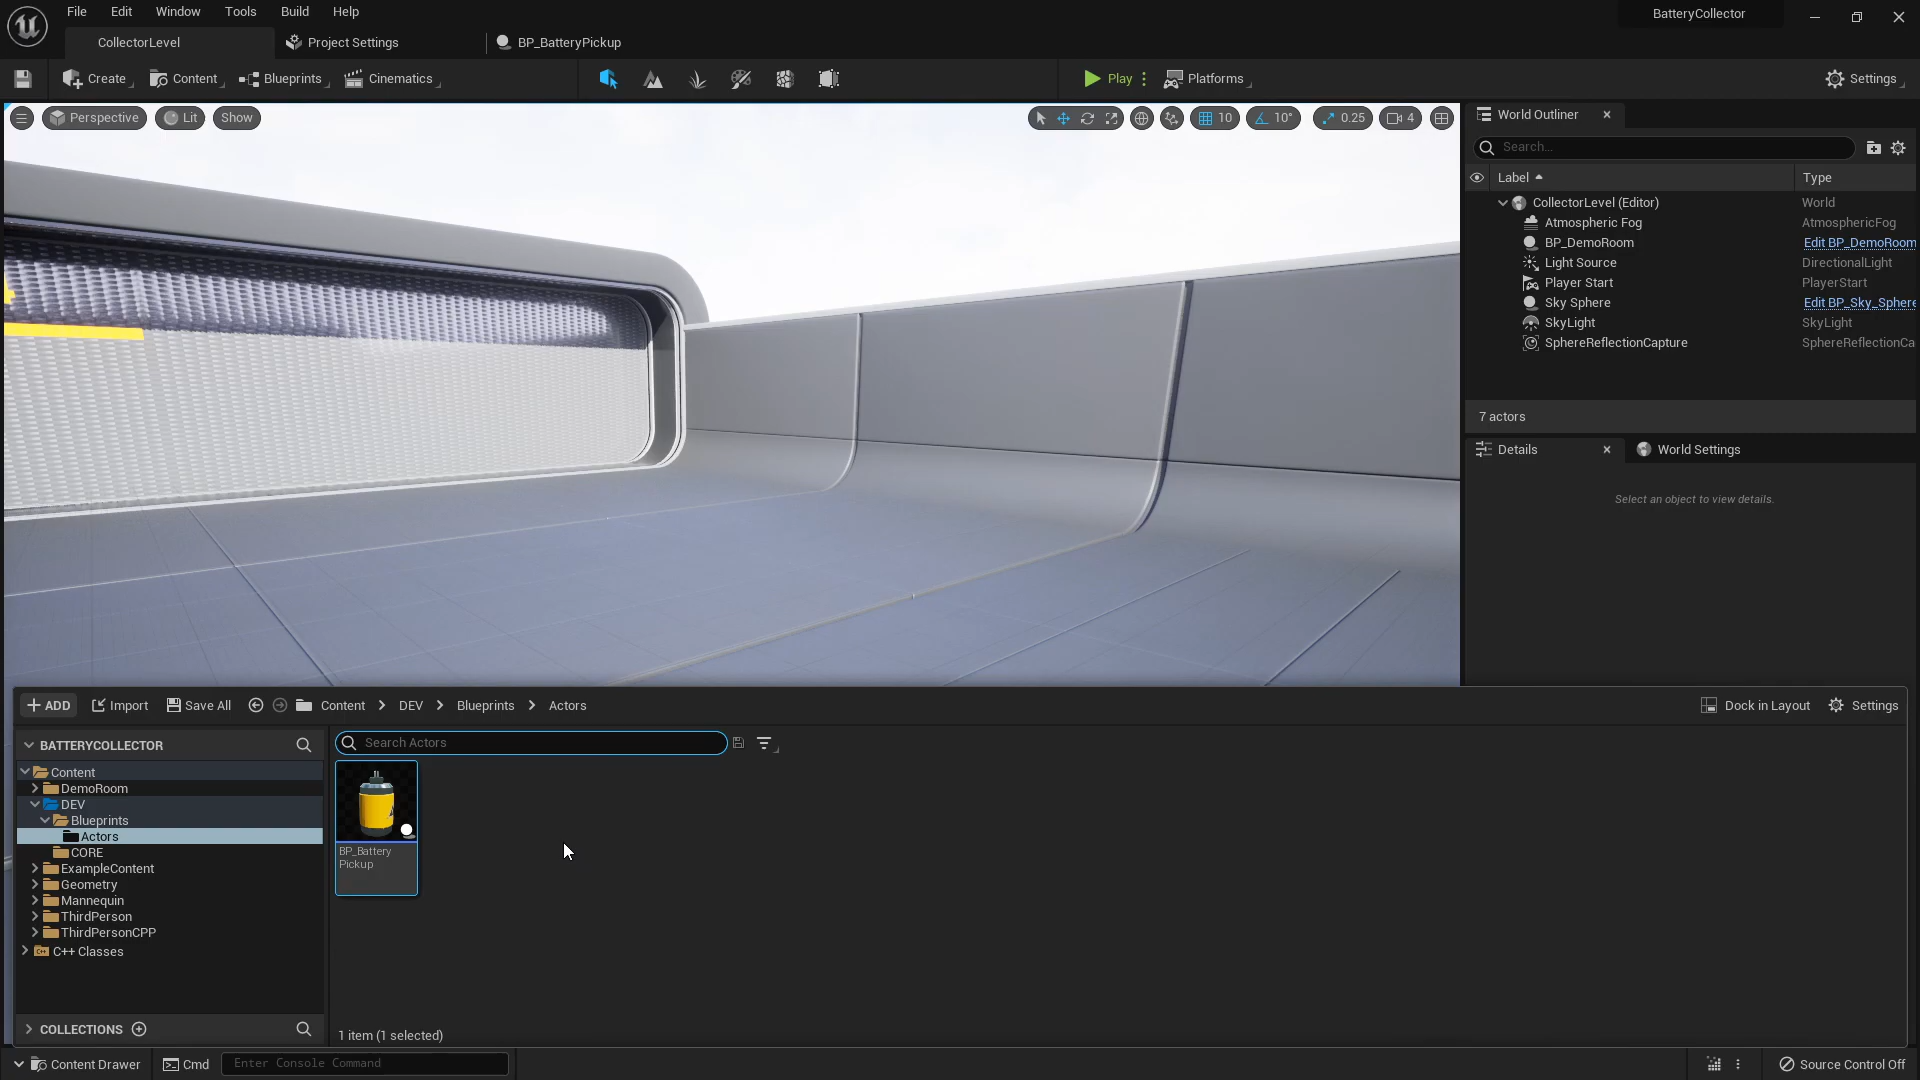 File Edit Window Tools Build Help
BatteryCollector
CollectorLevel
Project Settings
BP_BatteryPickup
Create
Content
Blueprints
Cinematics
Play
Platforms
Settings
Perspective
Lit
Show
10
10°
0.25
4
World Outliner
Search...
Label
Type
CollectorLevel (Editor) World
Atmospheric Fog AtmosphericFog
BP_DemoRoom Edit BP_DemoRoom
Light Source DirectionalLight
Player Start PlayerStart
Sky Sphere Edit BP_Sky_Sphere
SkyLight SkyLight
SphereReflectionCapture SphereReflectionCa
7 actors
Details
World Settings
Select an object to view details.
ADD
Import
Save All
Content
DEV
Blueprints
Actors
Dock in Layout
Settings
BATTERYCOLLECTOR
Search Actors
Content
DemoRoom
DEV
Blueprints
Actors
CORE
ExampleContent
Geometry
Mannequin
ThirdPerson
ThirdPersonCPP
C++ Classes
BP_Battery
Pickup
COLLECTIONS
1 item (1 selected)
Content Drawer
Cmd
Enter Console Command
Source Control Off